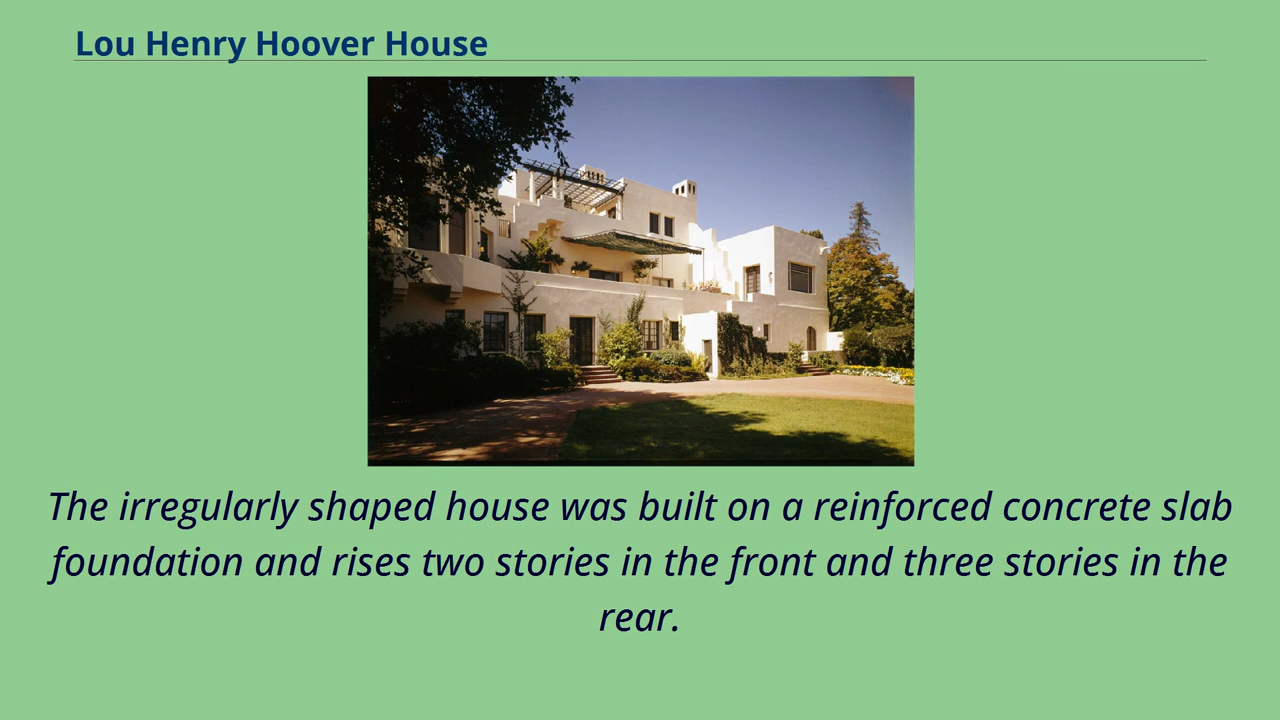 Lou Henry Hoover House
The irregularly shaped house was built on a reinforced concrete slab
foundation and rises two stories in the front and three stories in the
rear.